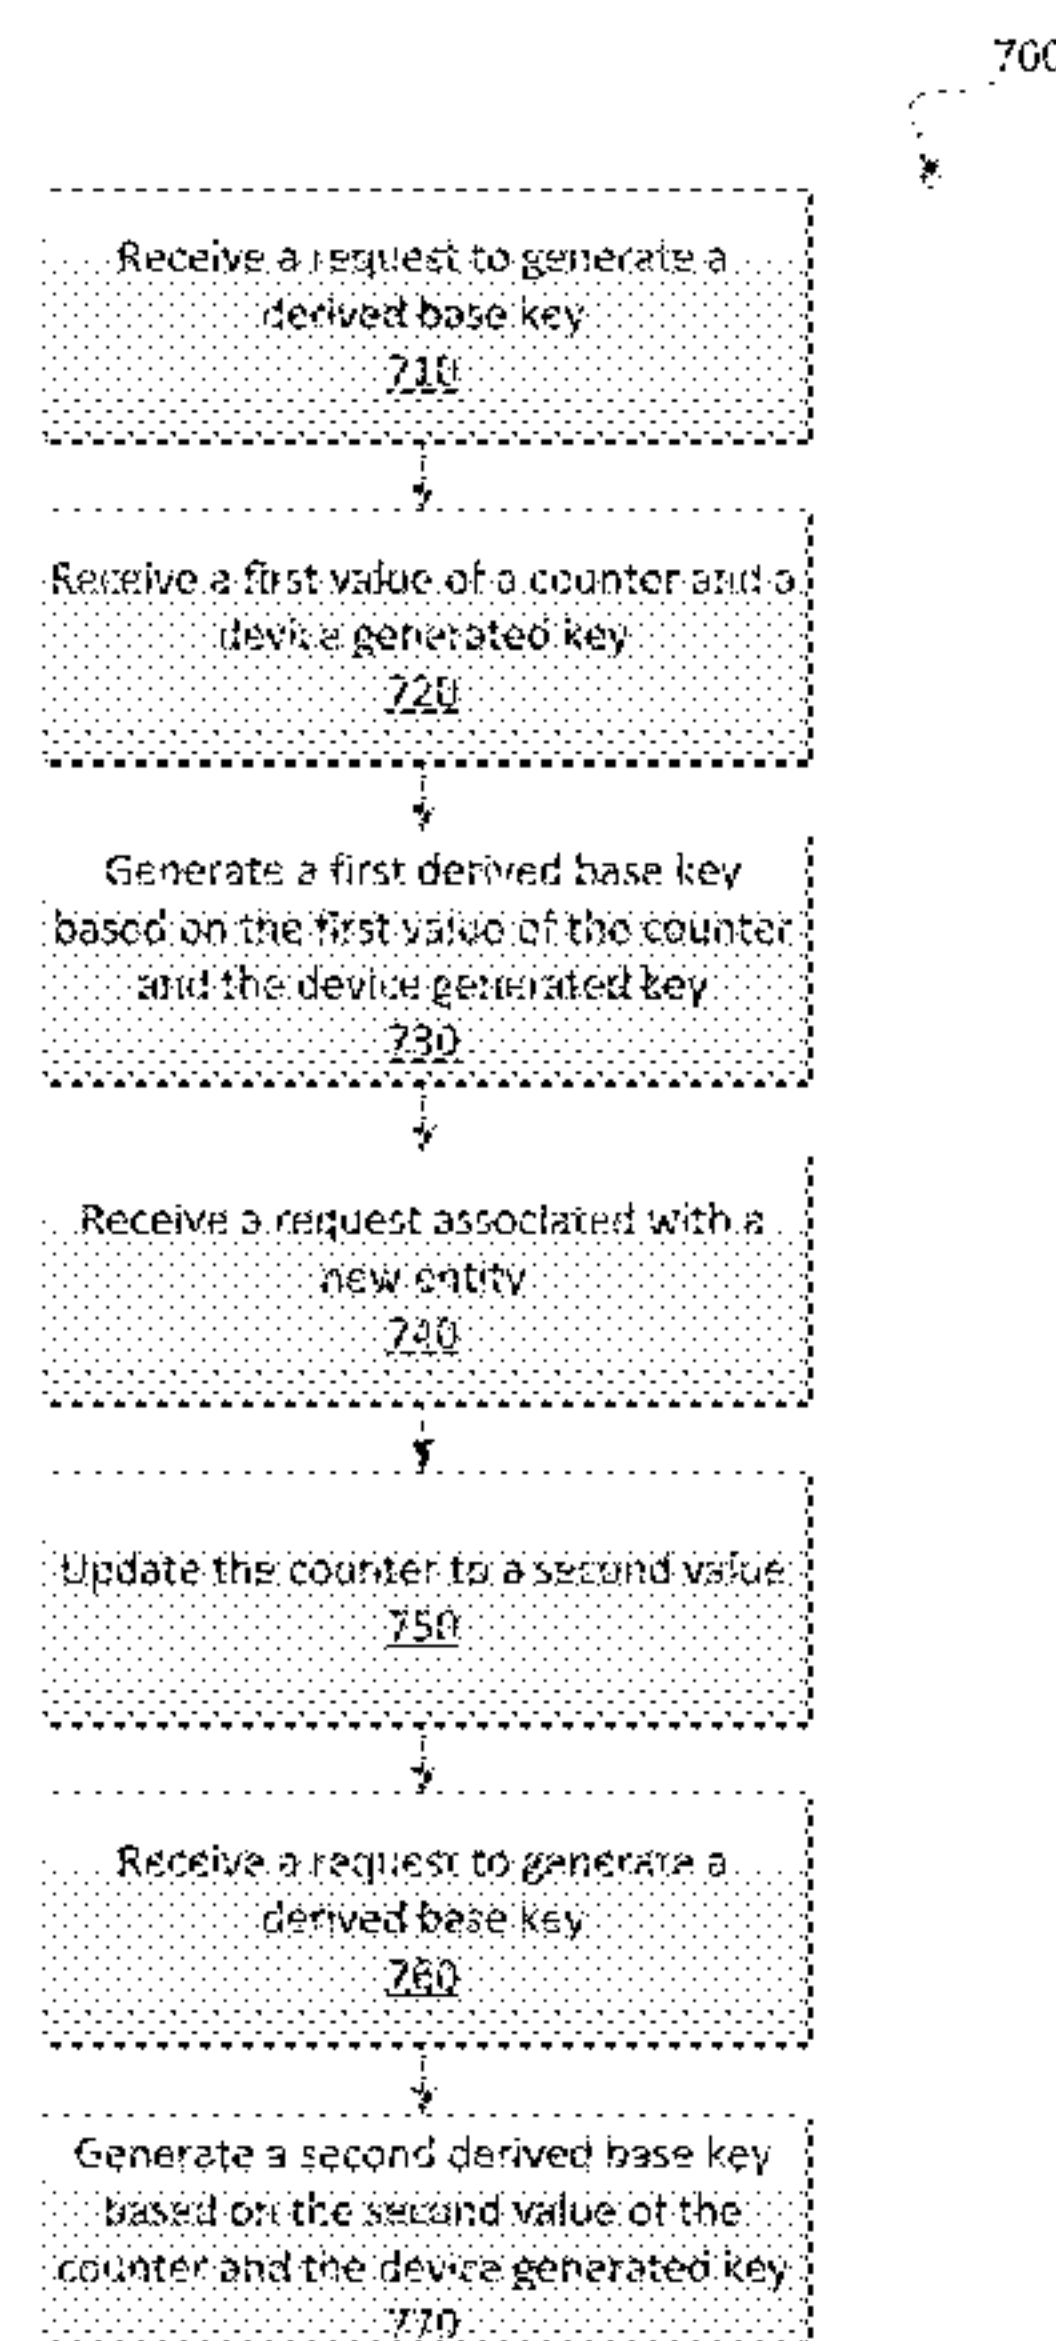 700
Receive a request to generate a
derived base key
710
Receive a first value of a counter and a
device generated key
720
Generate a first derived base key
based on the first value of the counter
and the device generated key
730
Receive a request associated with a
new entity
740
Update the counter to a second value
750
Receive a request to generate a
derived base key
760
Generate a second derived base key
based on the second value of the
counter and the device generated key
770